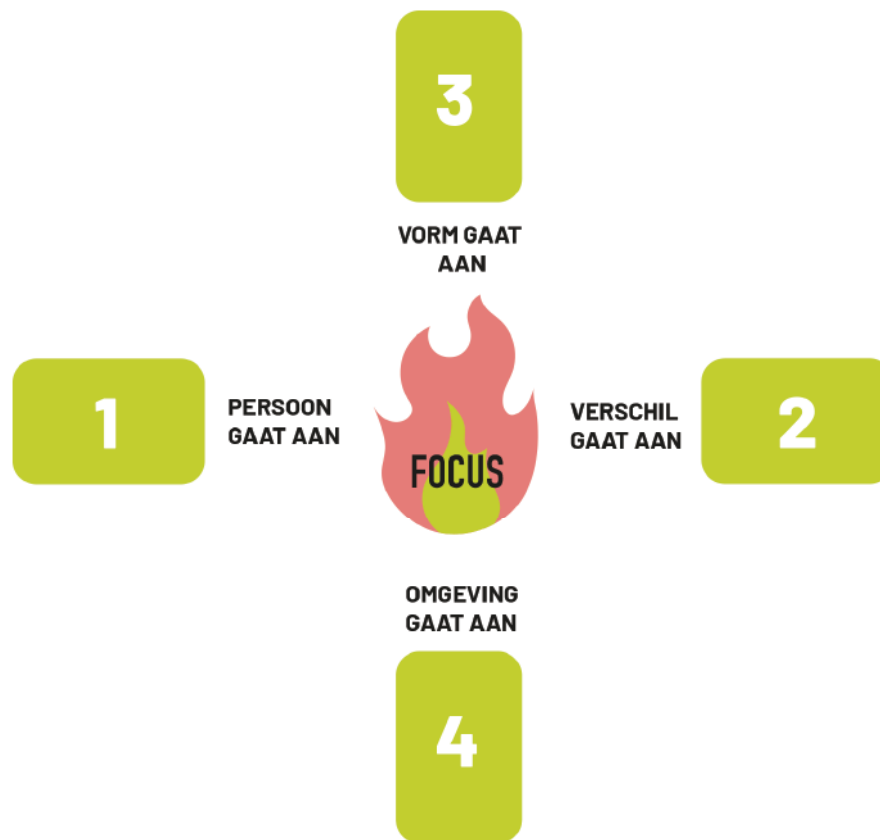 3
VORM GAAT
AAN
1
PERSOON
GAAT AAN
FOCUS
VERSCHIL
GAAT AAN
2
OMGEVING
GAAT AAN
4